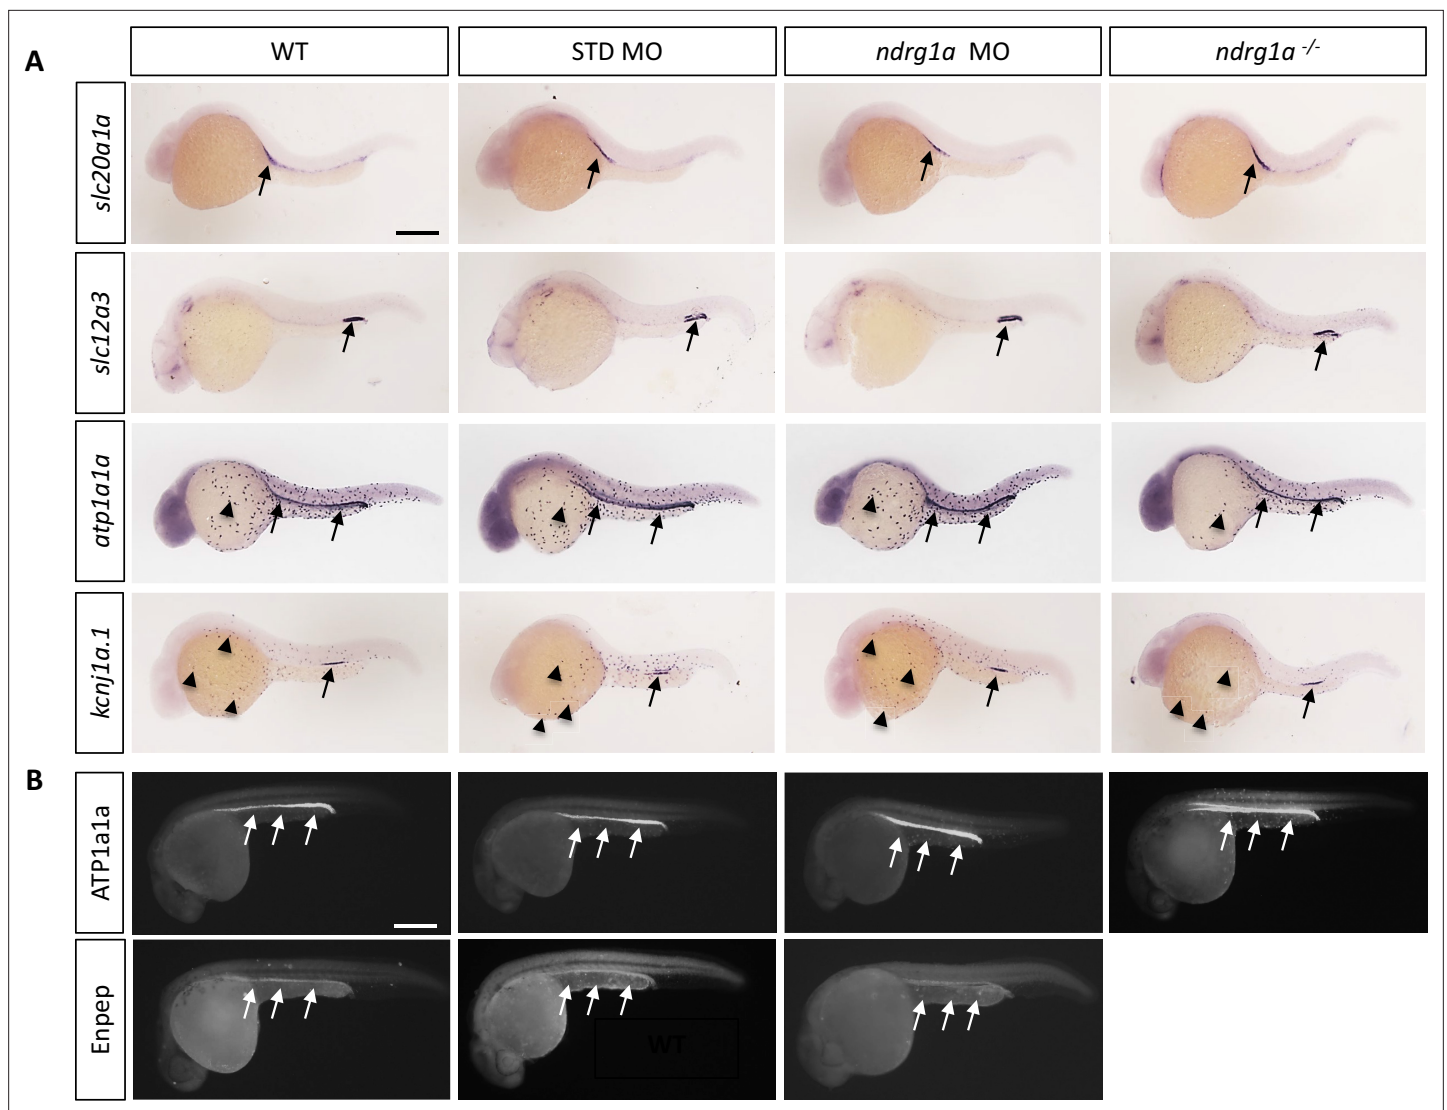 A
WT
STD MO
ndrg1a MO
ndrg1a -/-
slc20a1a
slc12a3
atp1a1a
kcnj1a.1
B
ATP1a1a
Enpep
WT